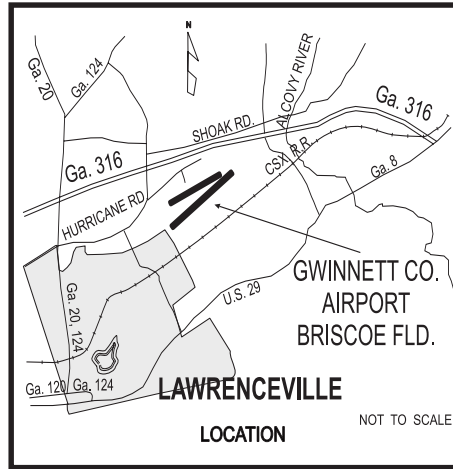 N
Ga. 20
Ga. 124
SHOAK RD.
ALCOVY RIVER
Ga. 316
Ga. 316
CSX R.R.
Ga. 8
HURRICANE RD.
GWINNETT CO.
AIRPORT
BRISCOE FLD.
U.S. 29
Ga. 20, 124
Ga. 120
Ga. 124
LAWRENCEVILLE
LOCATION
NOT TO SCALE